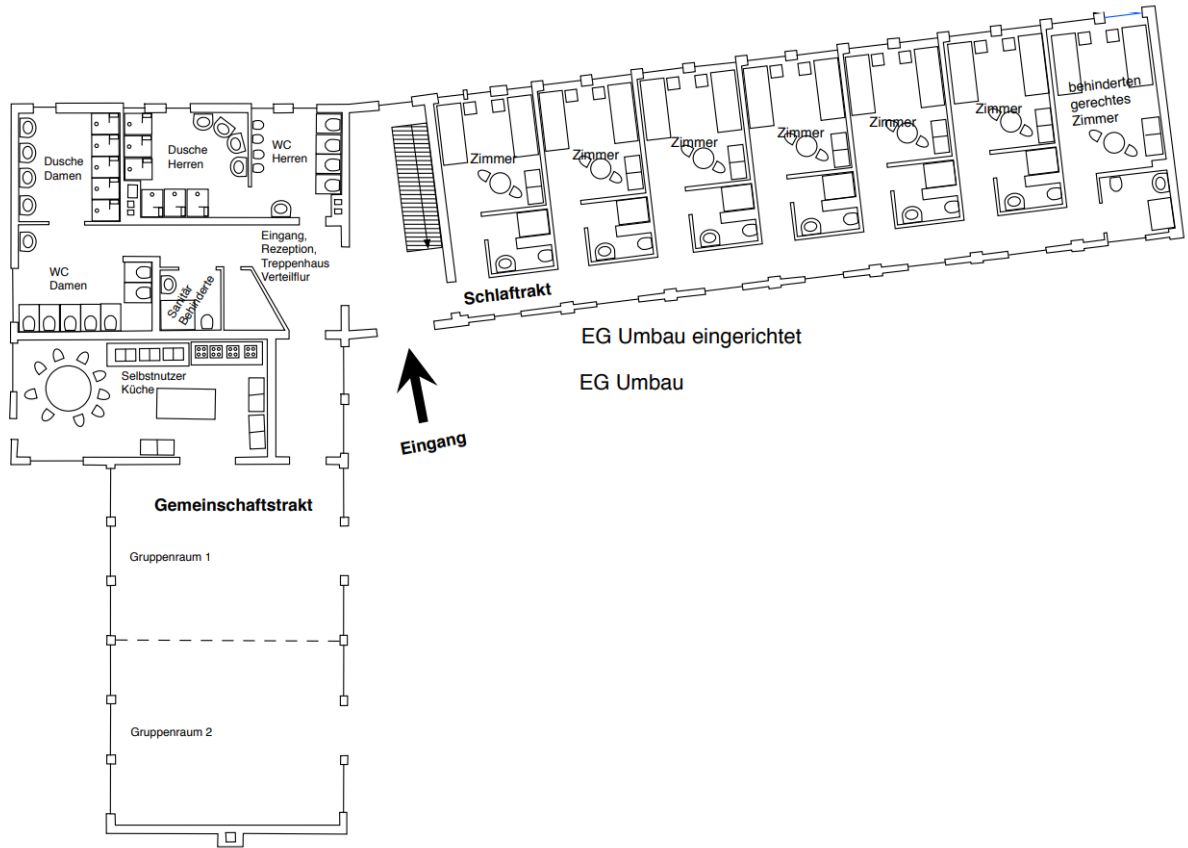 Dusche
Damen
Dusche
Herren
WC
Herren
Eingang,
Rezeption,
Treppenhaus
Verteilflur
WC
Damen
Sanitär
Behinderte
Selbstnutzer
Küche
Zimmer
Zimmer
Zimmer
Zimmer
Zimmer
Zimmer
behinderten
gerechtes
Zimmer
Schlaftrakt
EG Umbau eingerichtet
EG Umbau
Eingang
Gemeinschaftstrakt
Gruppenraum 1
Gruppenraum 2